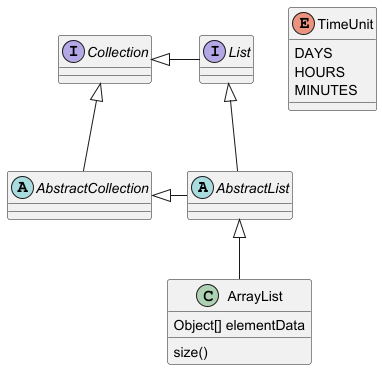 I Collection
I List
E TimeUnit
DAYS
HOURS
MINUTES
A AbstractCollection
A AbstractList
C ArrayList
Object[] elementData
size()